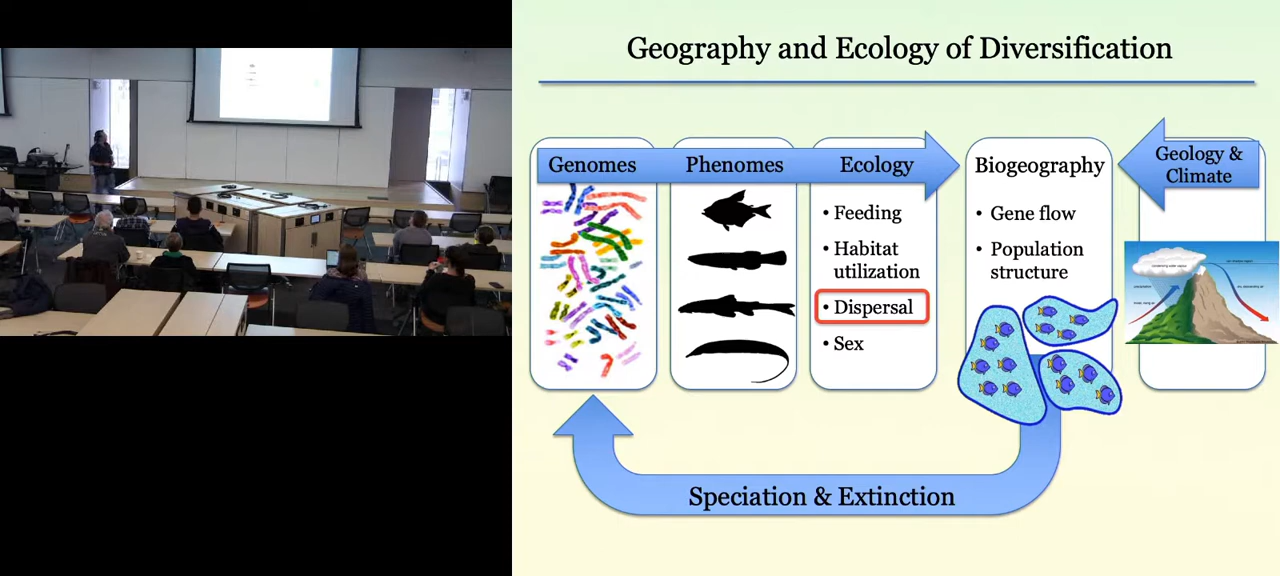 Geography and Ecology of Diversification
Genomes
Phenomes
Ecology
• Feeding
• Habitat
utilization
• Dispersal
• Sex
Biogeography
• Gene flow
• Population
structure
Geology &
Climate
Speciation & Extinction